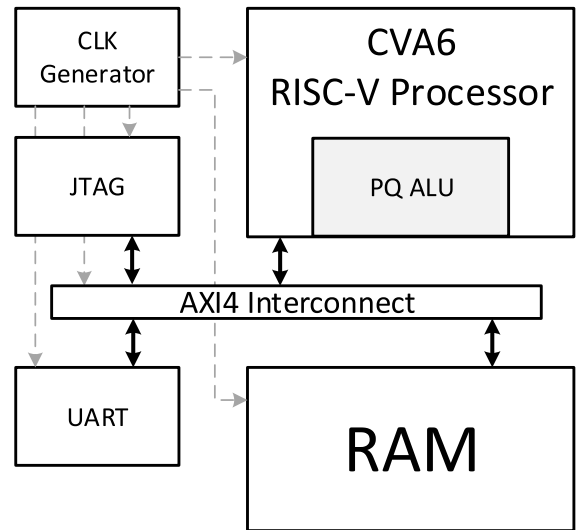 CLK
Generator
CVA6
RISC-V Processor
JTAG
PQ ALU
AXI4 Interconnect
UART
RAM